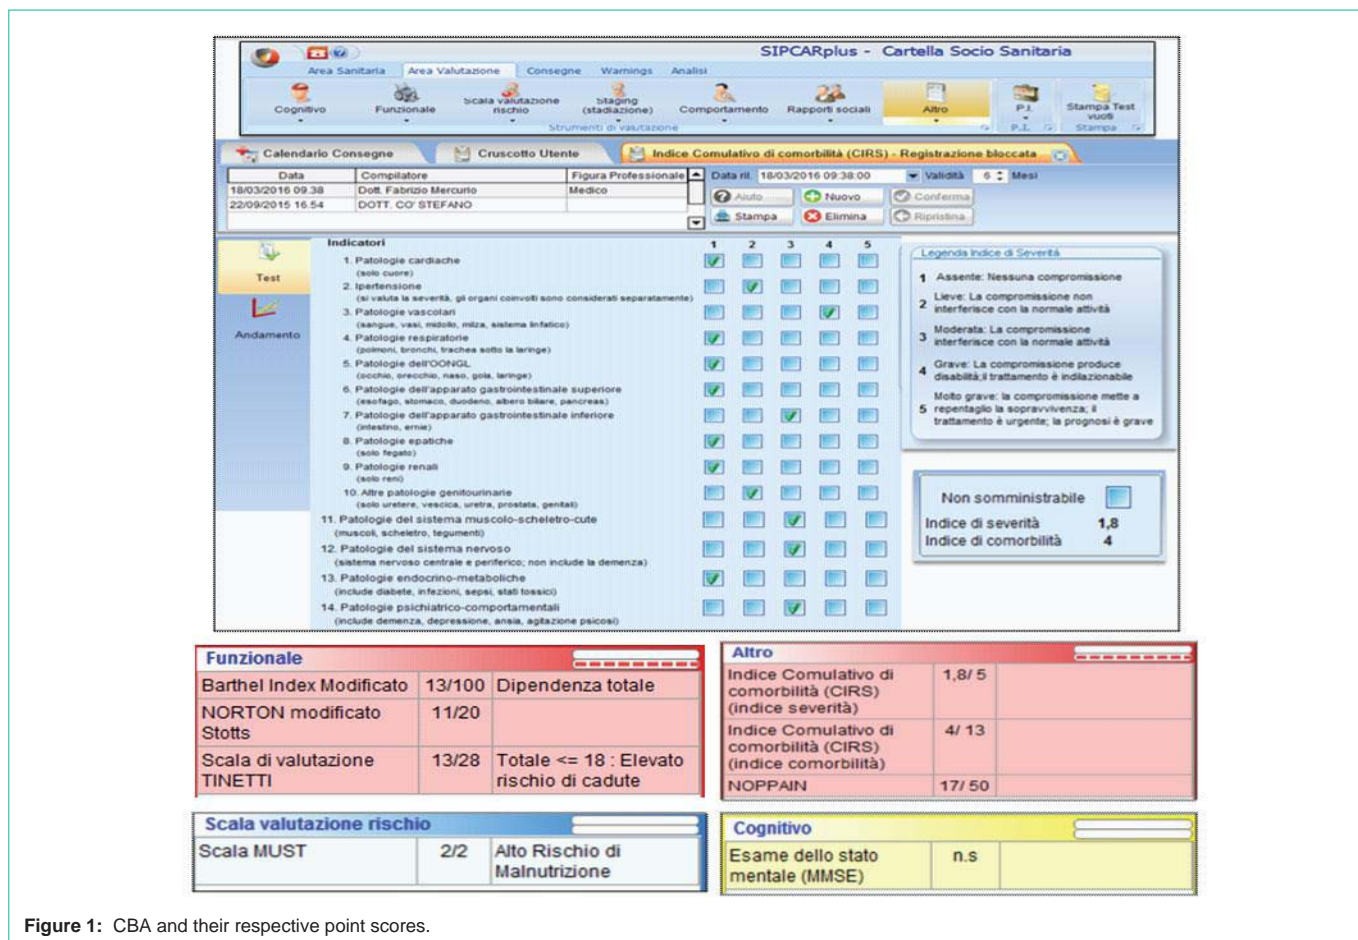 SIPCARplus - Cartella Socio Sanitaria
Area Sanitaria Area Valutazione Consegne Warnings Analisi
Cognitivo Funzionale Scala valutazione rischio Staging (stadiazione) Comportamento Rapporti sociali Altro P.I. Stampa Test vuoti
Strumenti di valutazione P.I. Stampa
Calendario Consegne Cruscotto Utente Indice Comulativo di comorbilità (CIRS) - Registrazione bloccata
Data Compilatore Figura Professionale
18/03/2016 09.38 Dott. Fabrizio Mercurio Medico
22/09/2015 16.54 DOTT. CO' STEFANO
Data ril. 18/03/2016 09:38:00 Validità 6 Mesi
Aiuto Nuovo Conferma
Stampa Elimina Ripristina
Test
Andamento
Indicatori 1 2 3 4 5
1. Patologie cardiache
(solo cuore)
2. Ipertensione
(si valuta la severità, gli organi coinvolti sono considerati separatamente)
3. Patologie vascolari
(sangue, vasi, midollo, milza, sistema linfatico)
4. Patologie respiratorie
(polmoni, bronchi, trachea sotto la laringe)
5. Patologie dell'OONGL
(occhio, orecchio, naso, gola, laringe)
6. Patologie dell'apparato gastrointestinale superiore
(esofago, stomaco, duodeno, albero biliare, pancreas)
7. Patologie dell'apparato gastrointestinale inferiore
(intestino, ernie)
8. Patologie epatiche
(solo fegato)
9. Patologie renali
(solo reni)
10. Altre patologie genitourinarie
(solo uretere, vescica, uretra, prostata, genitali)
11. Patologie del sistema muscolo-scheletro-cute
(muscoli, scheletro, tegumenti)
12. Patologie del sistema nervoso
(sistema nervoso centrale e periferico; non include la demenza)
13. Patologie endocrino-metaboliche
(include diabete, infezioni, sepsi, stati tossici)
14. Patologie psichiatrico-comportamentali
(include demenza, depressione, ansia, agitazione psicosi)
Legenda Indice di Severità
1 Assente: Nessuna compromissione
2 Lieve: La compromissione non
interferisce con la normale attività
3 Moderata: La compromissione
interferisce con la normale attività
4 Grave: La compromissione produce
disabilità;il trattamento è indilazionabile
5 Molto grave: la compromissione mette a
repentaglio la sopravvivenza; il
trattamento è urgente; la prognosi è grave
Non somministrabile
Indice di severità 1,8
Indice di comorbilità 4
Funzionale
Barthel Index Modificato 13/100 Dipendenza totale
NORTON modificato 11/20
Stotts
Scala di valutazione 13/28 Totale <= 18 : Elevato
TINETTI rischio di cadute
Altro
Indice Comulativo di 1,8/ 5
comorbilità (CIRS)
(indice severità)
Indice Comulativo di 4/ 13
comorbilità (CIRS)
(indice comorbilità)
NOPPAIN 17/ 50
Scala valutazione rischio
Scala MUST 2/2 Alto Rischio di
Malnutrizione
Cognitivo
Esame dello stato n.s
mentale (MMSE)
Figure 1: CBA and their respective point scores.